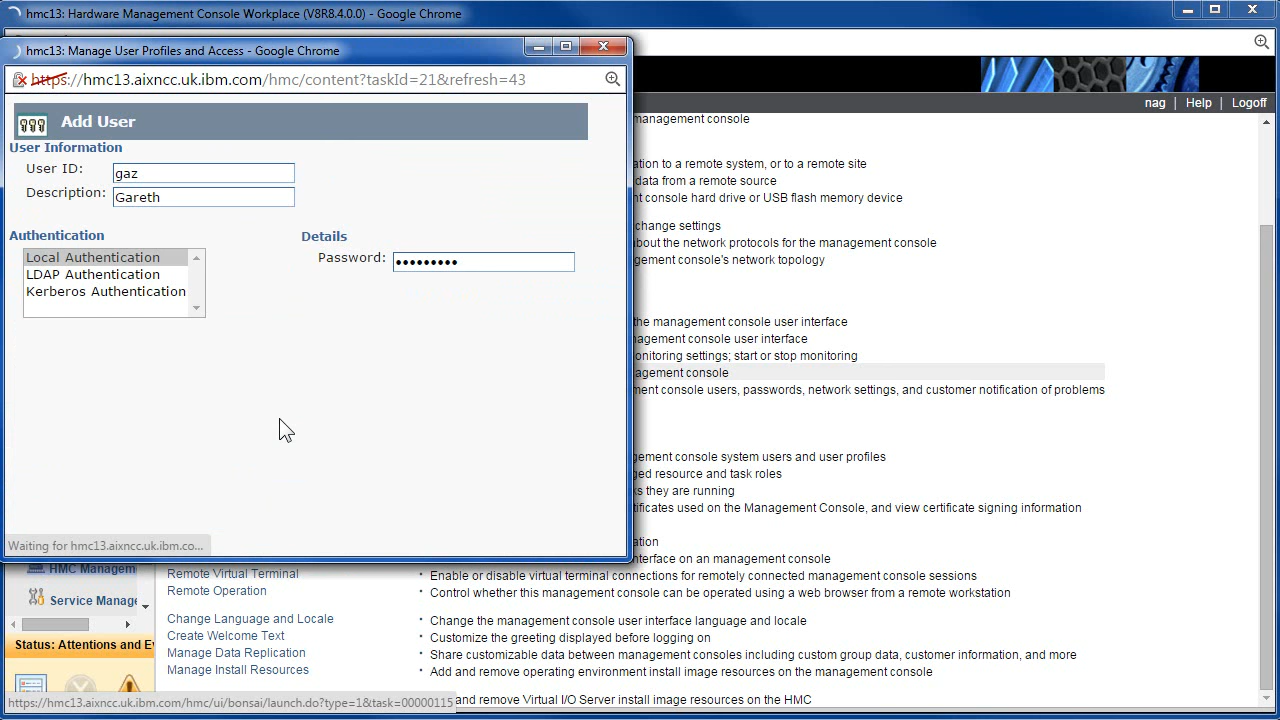 hmc13: Hardware Management Console Workplace (V8R8.4.0.0) - Google Chrome
hmc13: Manage User Profiles and Access - Google Chrome
https://hmc13.aixncc.uk.ibm.com/hmc/content?taskId=21&refresh=43
nag | Help | Logoff
Add User
User Information
User ID: gaz
Description: Gareth
Authentication
Local Authentication
LDAP Authentication
Kerberos Authentication
Details
Password: •••••••••
Waiting for hmc13.aixncc.uk.ibm.co...
management console
ation to a remote system, or to a remote site
data from a remote source
nt console hard drive or USB flash memory device
change settings
about the network protocols for the management console
gement console's network topology
the management console user interface
nagement console user interface
onitoring settings; start or stop monitoring
agement console
ment console users, passwords, network settings, and customer notification of problems
gement console system users and user profiles
ged resource and task roles
ks they are running
tificates used on the Management Console, and view certificate signing information
ation
interface on an management console
HMC Managem
Service Manage
Status: Attentions and Ev
Remote Virtual Terminal • Enable or disable virtual terminal connections for remotely connected management console sessions
Remote Operation • Control whether this management console can be operated using a web browser from a remote workstation
Change Language and Locale • Change the management console user interface language and locale
Create Welcome Text • Customize the greeting displayed before logging on
Manage Data Replication • Share customizable data between management consoles including custom group data, customer information, and more
Manage Install Resources • Add and remove operating environment install image resources on the management console
and remove Virtual I/O Server install image resources on the HMC
https://hmc13.aixncc.uk.ibm.com/hmc/ui/bonsai/launch.do?type=1&task=00000115